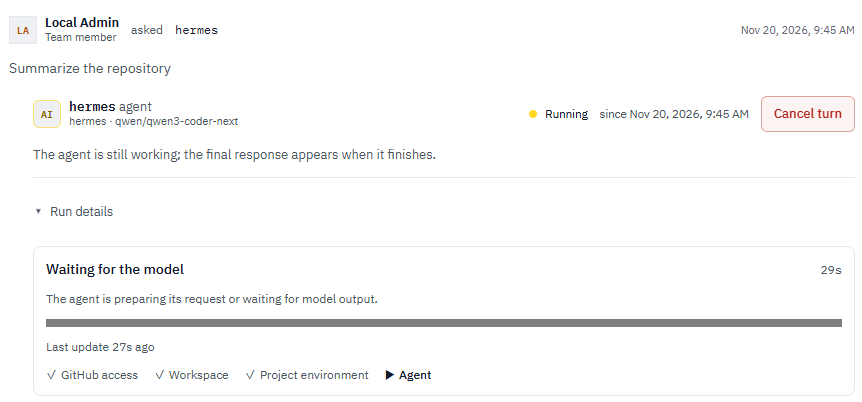 LA Local Admin asked hermes Nov 20, 2026, 9:45 AM
Team member
Summarize the repository
AI hermes agent Running since Nov 20, 2026, 9:45 AM Cancel turn
hermes · qwen/qwen3-coder-next
The agent is still working; the final response appears when it finishes.
▾ Run details
Waiting for the model 29s
The agent is preparing its request or waiting for model output.
Last update 27s ago
✓ GitHub access ✓ Workspace ✓ Project environment ▶ Agent